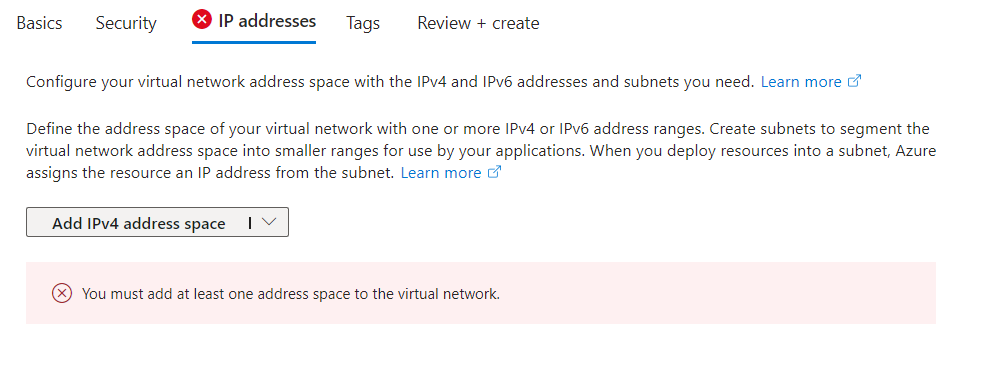 Basics Security IP addresses Tags Review + create
Configure your virtual network address space with the IPv4 and IPv6 addresses and subnets you need. Learn more
Define the address space of your virtual network with one or more IPv4 or IPv6 address ranges. Create subnets to segment the
virtual network address space into smaller ranges for use by your applications. When you deploy resources into a subnet, Azure
assigns the resource an IP address from the subnet. Learn more
Add IPv4 address space |
You must add at least one address space to the virtual network.